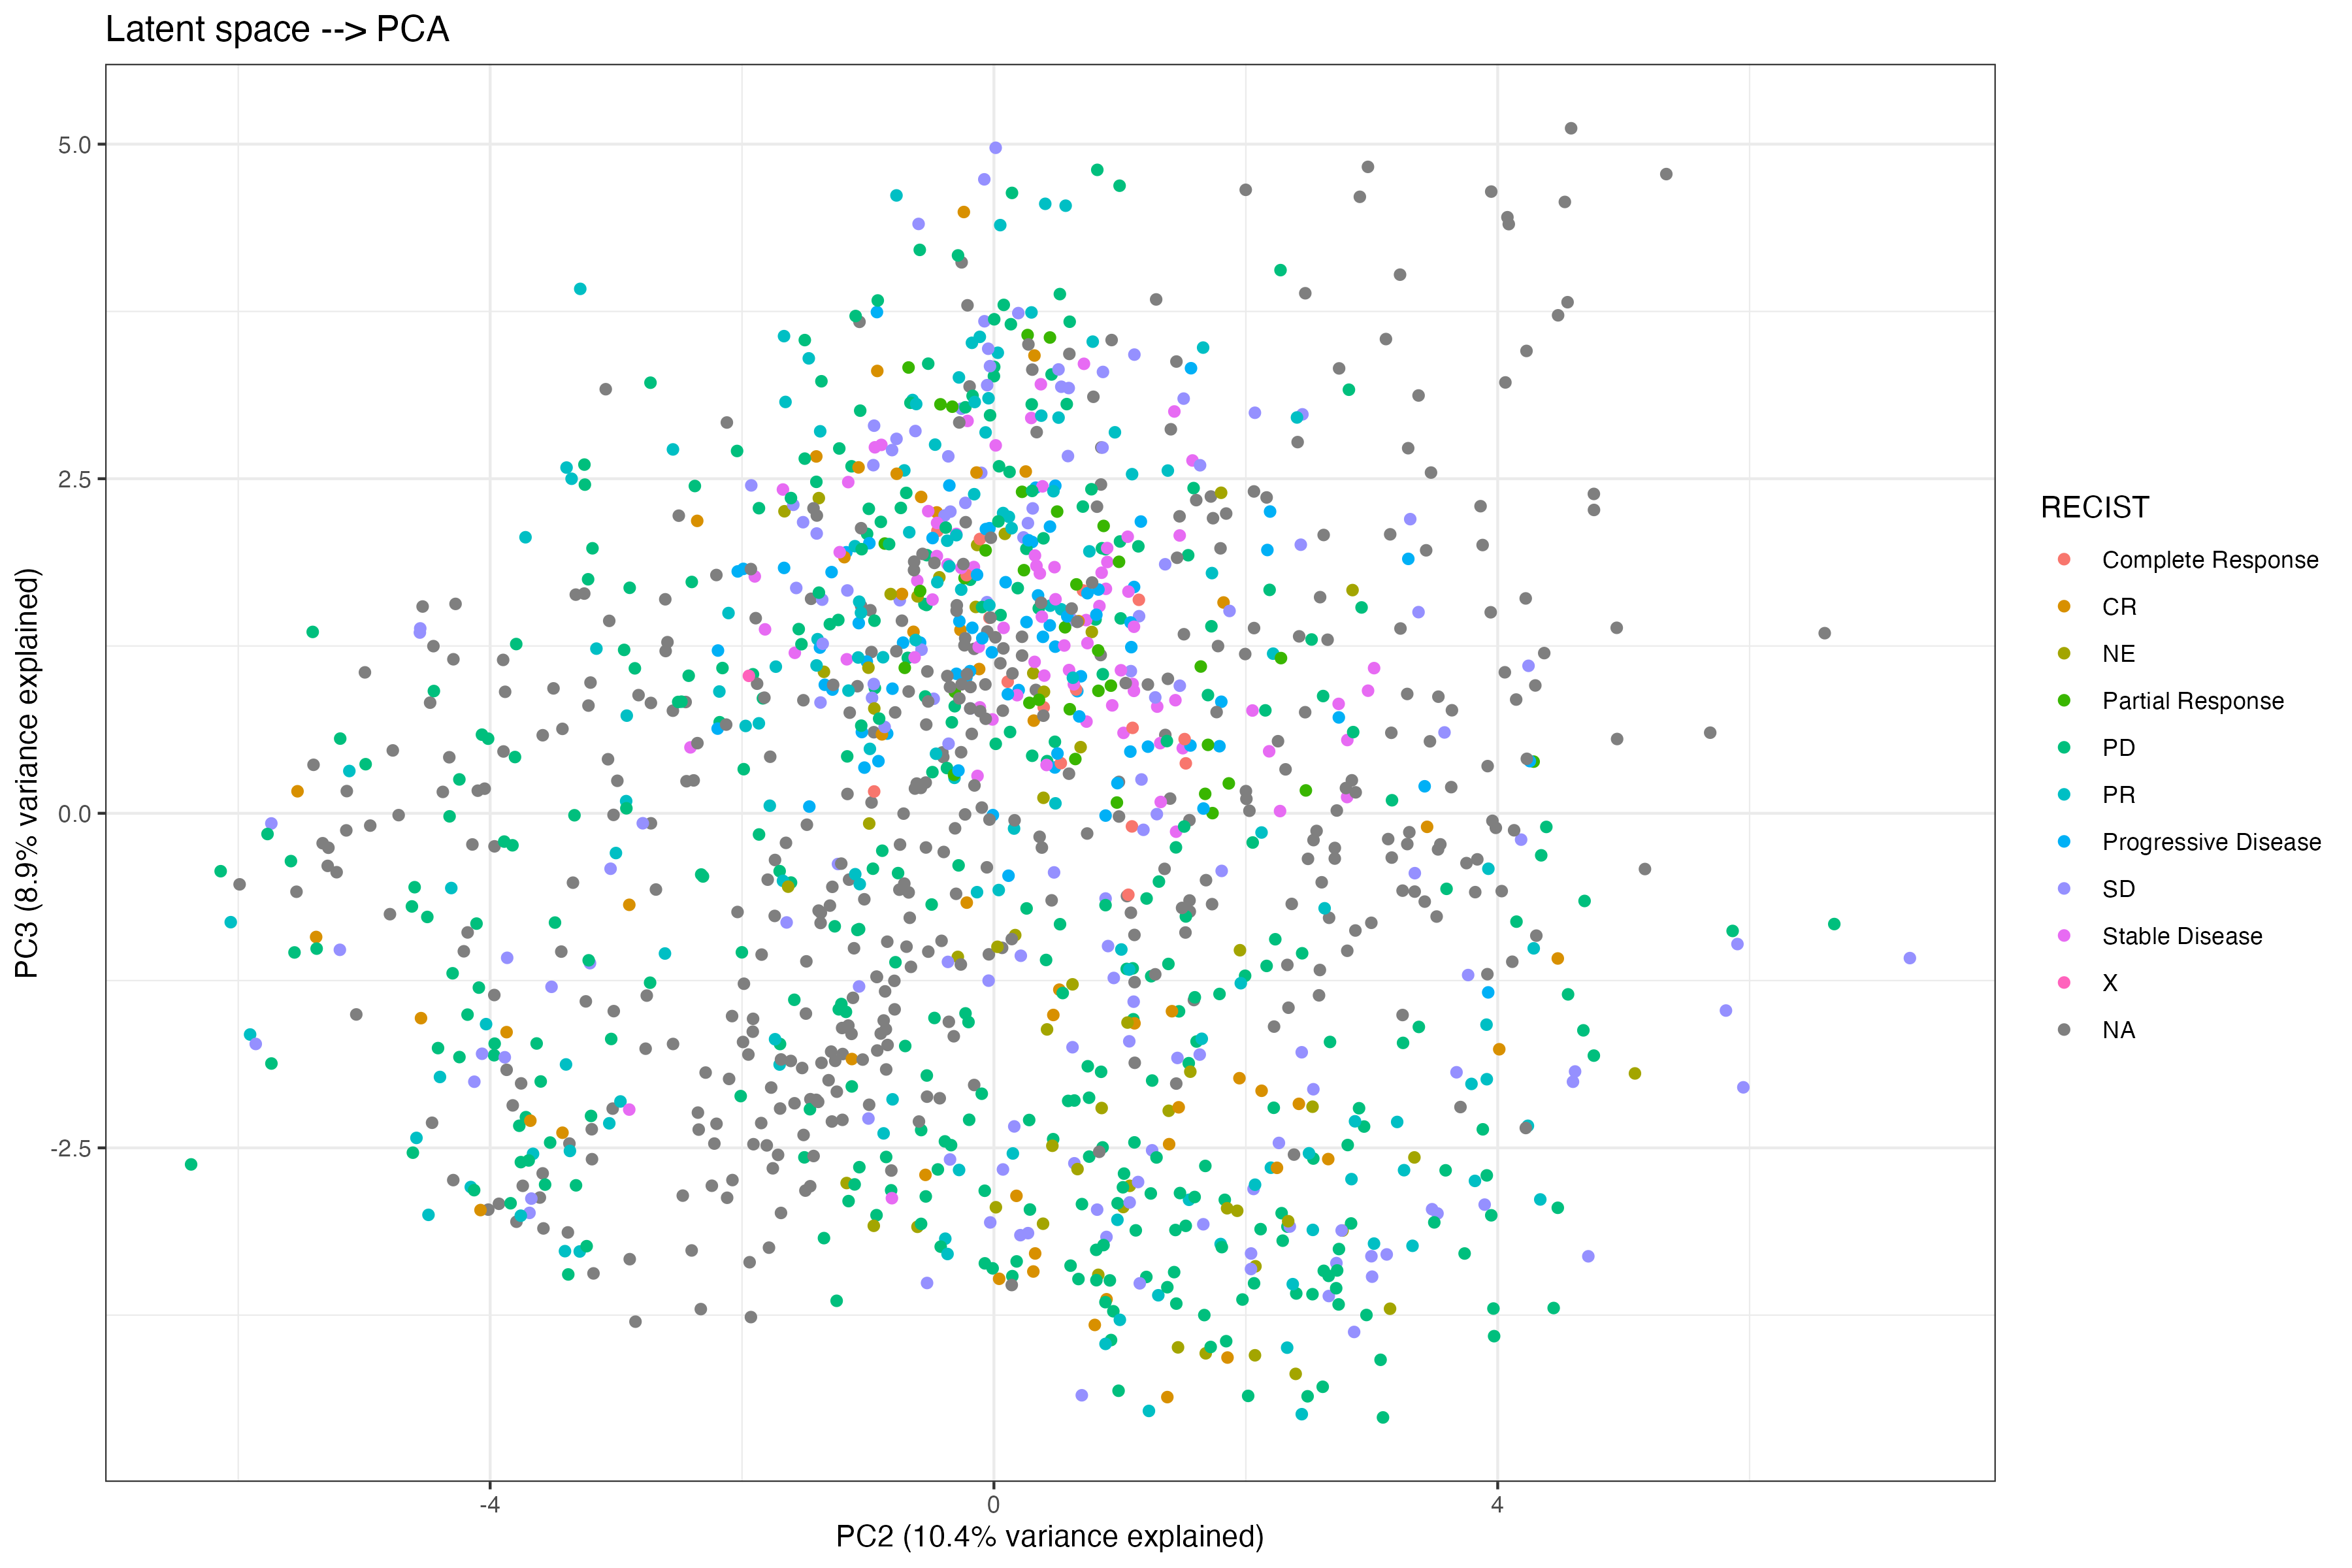 Latent space --> PCA
5.0
2.5
0.0
-2.5
PC3 (8.9% variance explained)
-4
0
4
PC2 (10.4% variance explained)
RECIST
Complete Response
CR
NE
Partial Response
PD
PR
Progressive Disease
SD
Stable Disease
X
NA